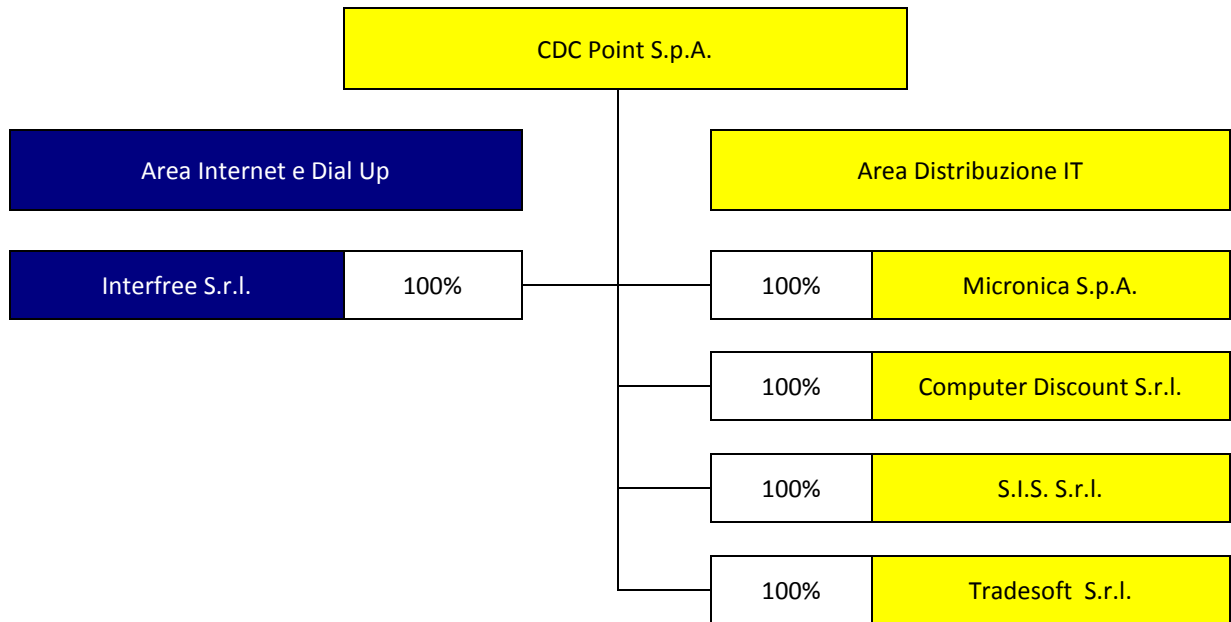 CDC Point S.p.A.
Area Internet e Dial Up
Area Distribuzione IT
Interfree S.r.l.
100%
100%
Micronica S.p.A.
100%
Computer Discount S.r.l.
100%
S.I.S. S.r.l.
100%
Tradesoft  S.r.l.